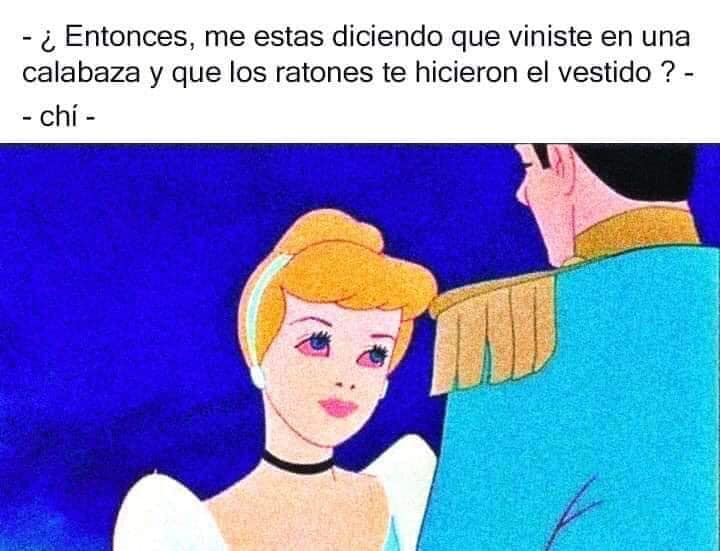 - ¿ Entonces, me estas diciendo que viniste en una
calabaza y que los ratones te hicieron el vestido ? -
- chí -